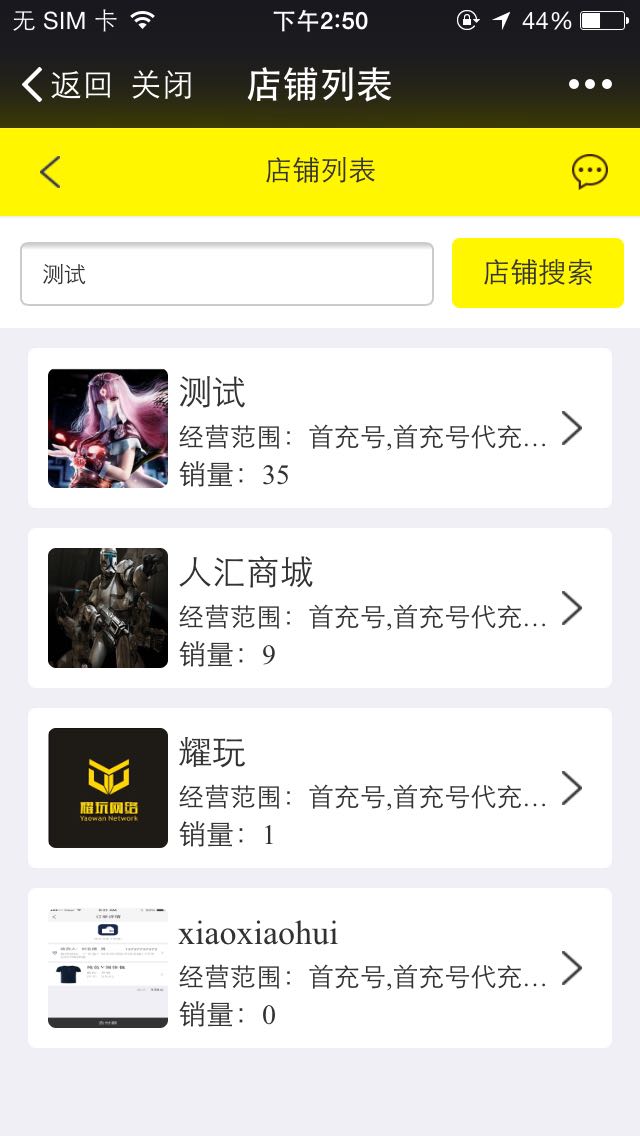 无 SIM 卡 下午2:50 44%
返回 关闭 店铺列表
店铺列表
测试 店铺搜索
测试
经营范围：首充号,首充号代充…
销量：35
人汇商城
经营范围：首充号,首充号代充…
销量：9
耀玩
耀玩网络
Yaowan Network
经营范围：首充号,首充号代充…
销量：1
xiaoxiaohui
订单详情
经营范围：首充号,首充号代充…
销量：0